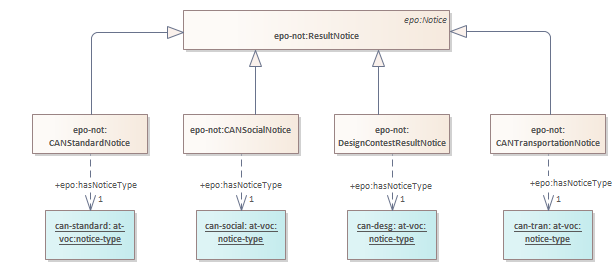 epo:Notice
epo-not:ResultNotice
epo-not:
CANStandardNotice
epo-not:CANSocialNotice
epo-not:
DesignContestResultNotice
epo-not:
CANTransportationNotice
+epo:hasNoticeType
1
+epo:hasNoticeType
1
+epo:hasNoticeType
1
+epo:hasNoticeType
1
can-standard: at-
voc:notice-type
can-social: at-voc:
notice-type
can-desg: at-voc:
notice-type
can-tran: at-voc:
notice-type